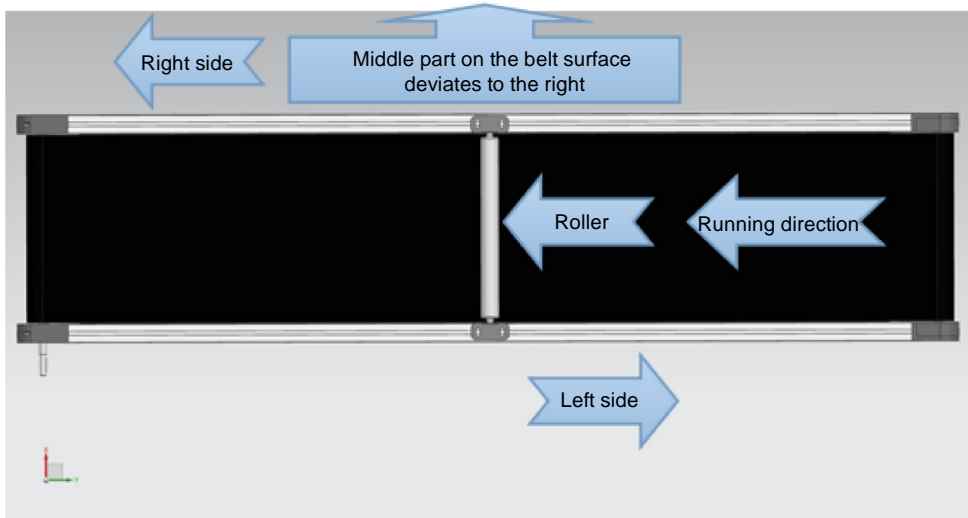 Right side
Middle part on the belt surface
deviates to the right
Roller
Running direction
Left side
X
Y